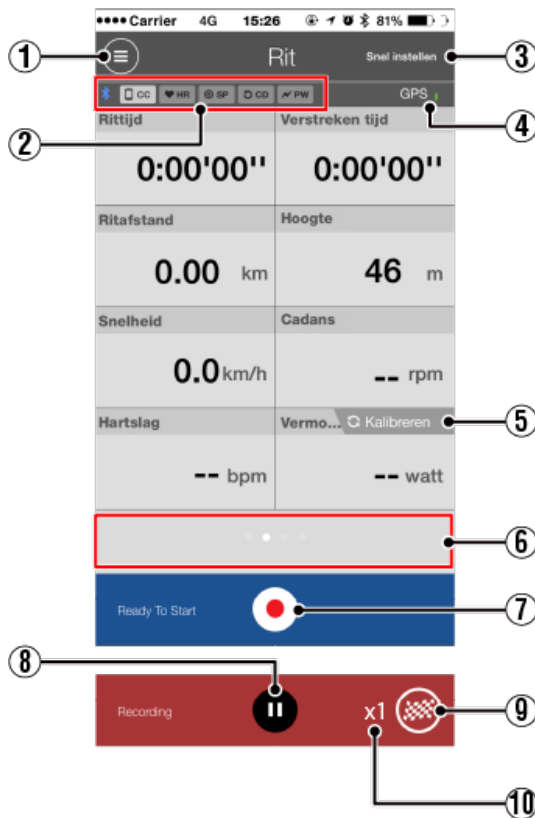 ●●●●Carrier 4G 15:26 81%
① Rit Snel instellen ③
CC HR SP CD PW GPS
② ④
Rittijd Verstreken tijd
0:00'00'' 0:00'00''
Ritafstand Hoogte
0.00 km 46 m
Snelheid Cadans
0.0 km/h -- rpm
Hartslag Vermo... Kalibreren ⑤
-- bpm -- watt
⑥
Ready To Start ⑦
⑧
Recording x1 ⑨
⑩